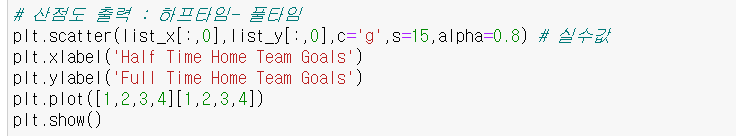 # 산점도 출력 : 하프타임- 풀타임
plt.scatter(list_x[:,0],list_y[:,0],c='g',s=15,alpha=0.8) # 실수값
plt.xlabel('Half Time Home Team Goals')
plt.ylabel('Full Time Home Team Goals')
plt.plot([1,2,3,4][1,2,3,4])
plt.show()